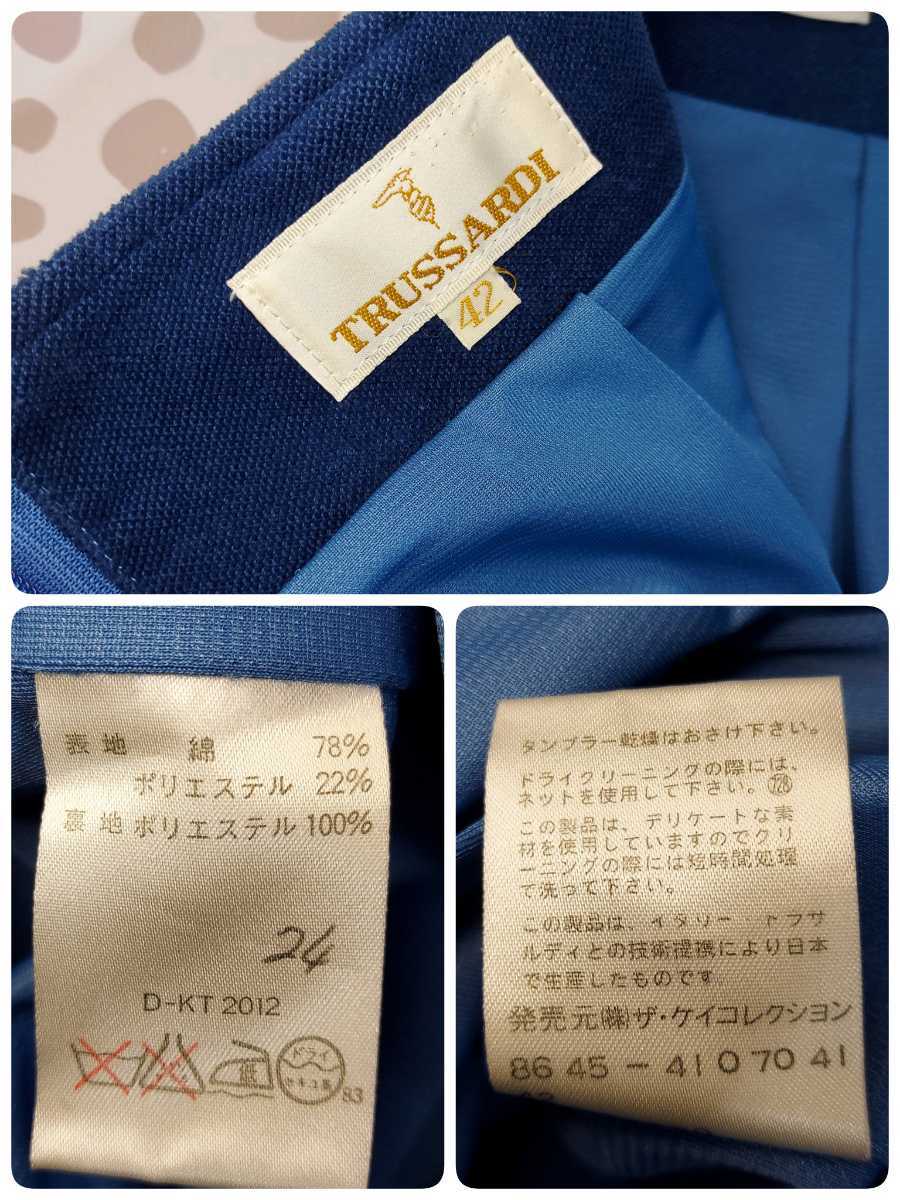 TRUSSARDI
42
表地 綿 78%
ポリエステル 22%
裏地 ポリエステル 100%
24
D-KT 2012
ドライ
セキユ系
83
タンブラー乾燥はおさけ下さい。
ドライクリーニングの際には、
ネットを使用して下さい。
この製品は、デリケートな素
材を使用していますのでクリ
ーニングの際には短時間処理
で洗って下さい。
この製品は、イタリー・トラサ
ルディとの技術提携により日本
で生産したものです。
発売元(株)ザ・ケイコレクション
86 45 - 41 0 70 41